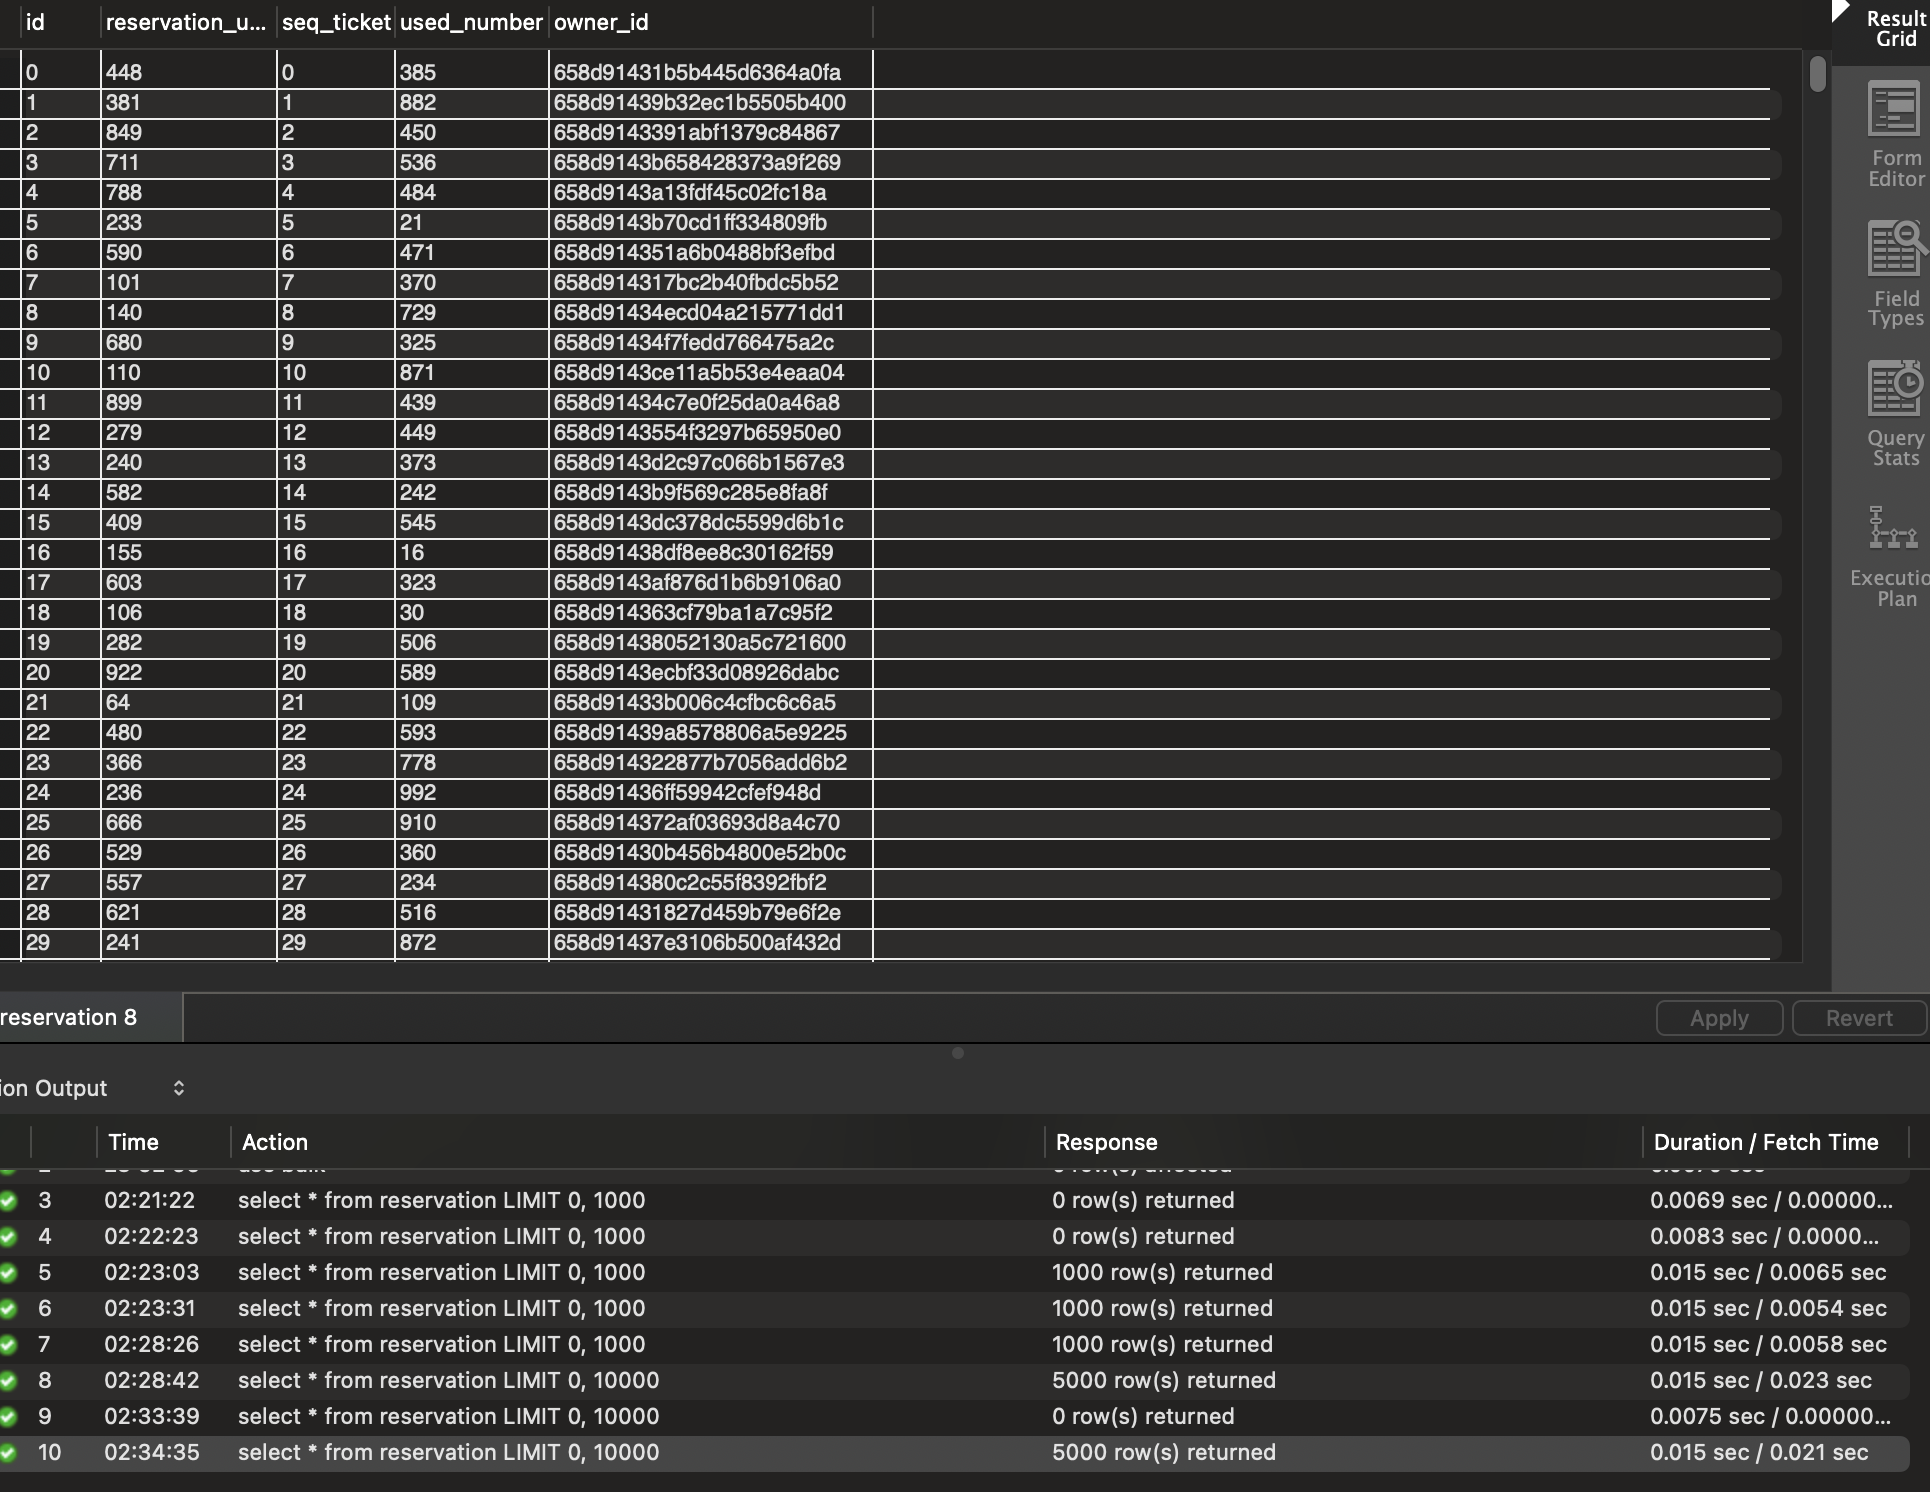 id reservation_u... seq_ticket used_number owner_id
0 448 0 385 658d91431b5b445d6364a0fa
1 381 1 882 658d91439b32ec1b5505b400
2 849 2 450 658d9143391abf1379c84867
3 711 3 536 658d9143b658428373a9f269
4 788 4 484 658d9143a13fdf45c02fc18a
5 233 5 21 658d9143b70cd1ff334809fb
6 590 6 471 658d914351a6b0488bf3efbd
7 101 7 370 658d914317bc2b40fbdc5b52
8 140 8 729 658d91434ecd04a215771dd1
9 680 9 325 658d91434f7fedd766475a2c
10 110 10 871 658d9143ce11a5b53e4eaa04
11 899 11 439 658d91434c7e0f25da0a46a8
12 279 12 449 658d9143554f3297b65950e0
13 240 13 373 658d9143d2c97c066b1567e3
14 582 14 242 658d9143b9f569c285e8fa8f
15 409 15 545 658d9143dc378dc5599d6b1c
16 155 16 16 658d91438df8ee8c30162f59
17 603 17 323 658d9143af876d1b6b9106a0
18 106 18 30 658d914363cf79ba1a7c95f2
19 282 19 506 658d91438052130a5c721600
20 922 20 589 658d9143ecbf33d08926dabc
21 64 21 109 658d91433b006c4cfbc6c6a5
22 480 22 593 658d91439a8578806a5e9225
23 366 23 778 658d914322877b7056add6b2
24 236 24 992 658d91436ff59942cfef948d
25 666 25 910 658d914372af03693d8a4c70
26 529 26 360 658d91430b456b4800e52b0c
27 557 27 234 658d914380c2c55f8392fbf2
28 621 28 516 658d91431827d459b79e6f2e
29 241 29 872 658d91437e3106b500af432d
Result
Grid
Form
Editor
Field
Types
Query
Stats
Executio
Plan
reservation 8
Apply Revert
ion Output
Time Action Response Duration / Fetch Time
3 02:21:22 select * from reservation LIMIT 0, 1000 0 row(s) returned 0.0069 sec / 0.00000...
4 02:22:23 select * from reservation LIMIT 0, 1000 0 row(s) returned 0.0083 sec / 0.0000...
5 02:23:03 select * from reservation LIMIT 0, 1000 1000 row(s) returned 0.015 sec / 0.0065 sec
6 02:23:31 select * from reservation LIMIT 0, 1000 1000 row(s) returned 0.015 sec / 0.0054 sec
7 02:28:26 select * from reservation LIMIT 0, 1000 1000 row(s) returned 0.015 sec / 0.0058 sec
8 02:28:42 select * from reservation LIMIT 0, 10000 5000 row(s) returned 0.015 sec / 0.023 sec
9 02:33:39 select * from reservation LIMIT 0, 10000 0 row(s) returned 0.0075 sec / 0.00000...
10 02:34:35 select * from reservation LIMIT 0, 10000 5000 row(s) returned 0.015 sec / 0.021 sec